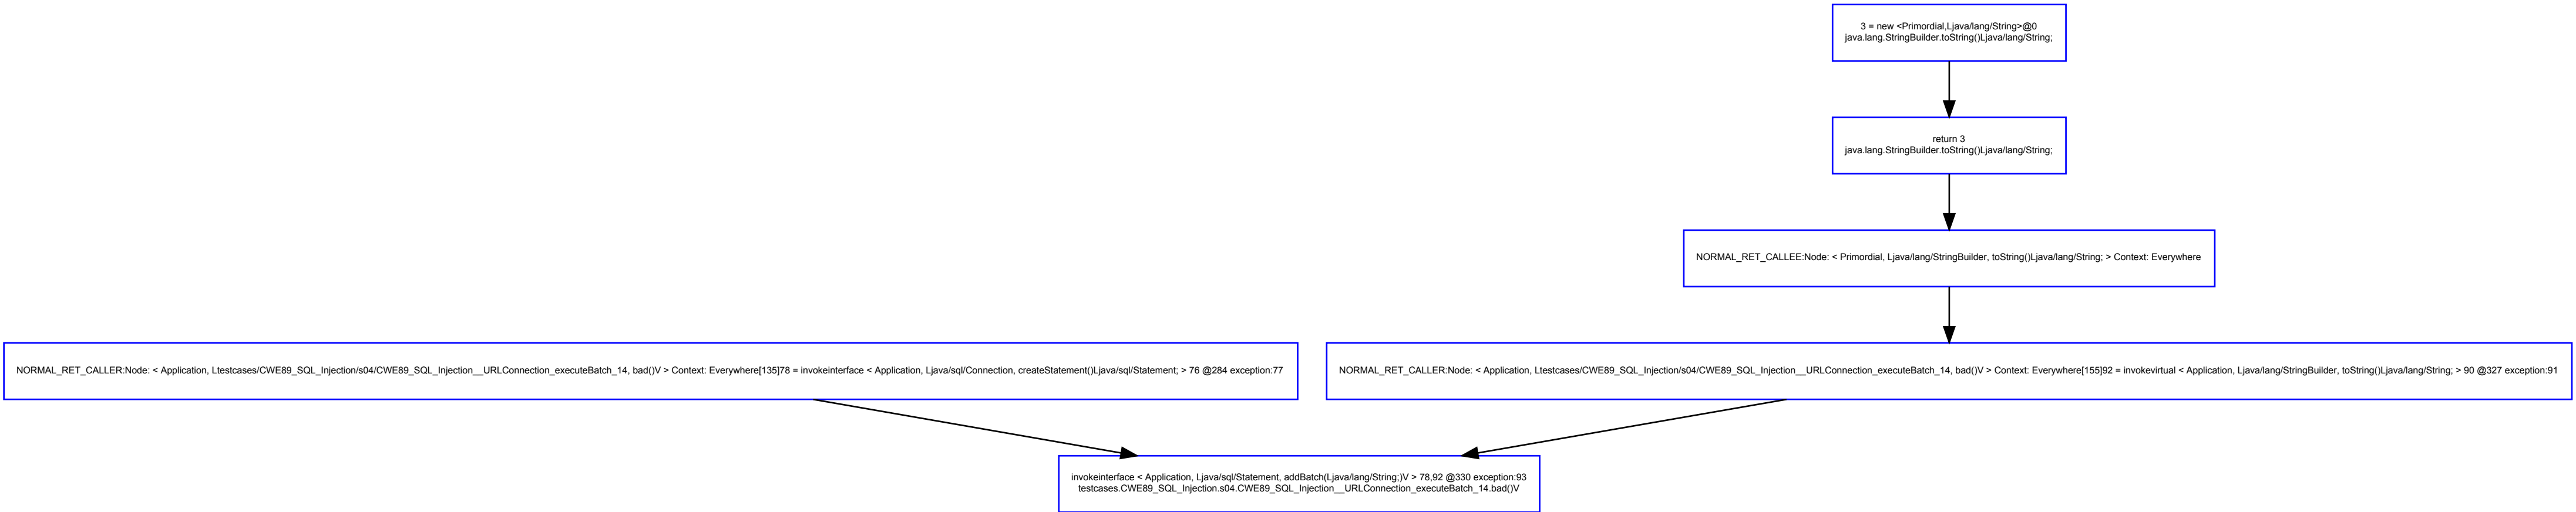 3 = new <Primordial,Ljava/lang/String>@0
java.lang.StringBuilder.toString()Ljava/lang/String;
return 3
java.lang.StringBuilder.toString()Ljava/lang/String;
NORMAL_RET_CALLEE:Node: < Primordial, Ljava/lang/StringBuilder, toString()Ljava/lang/String; > Context: Everywhere
NORMAL_RET_CALLER:Node: < Application, Ltestcases/CWE89_SQL_Injection/s04/CWE89_SQL_Injection__URLConnection_executeBatch_14, bad()V > Context: Everywhere[135]78 = invokeinterface < Application, Ljava/sql/Connection, createStatement()Ljava/sql/Statement; > 76 @284 exception:77
NORMAL_RET_CALLER:Node: < Application, Ltestcases/CWE89_SQL_Injection/s04/CWE89_SQL_Injection__URLConnection_executeBatch_14, bad()V > Context: Everywhere[155]92 = invokevirtual < Application, Ljava/lang/StringBuilder, toString()Ljava/lang/String; > 90 @327 exception:91
invokeinterface < Application, Ljava/sql/Statement, addBatch(Ljava/lang/String;)V > 78,92 @330 exception:93
testcases.CWE89_SQL_Injection.s04.CWE89_SQL_Injection__URLConnection_executeBatch_14.bad()V